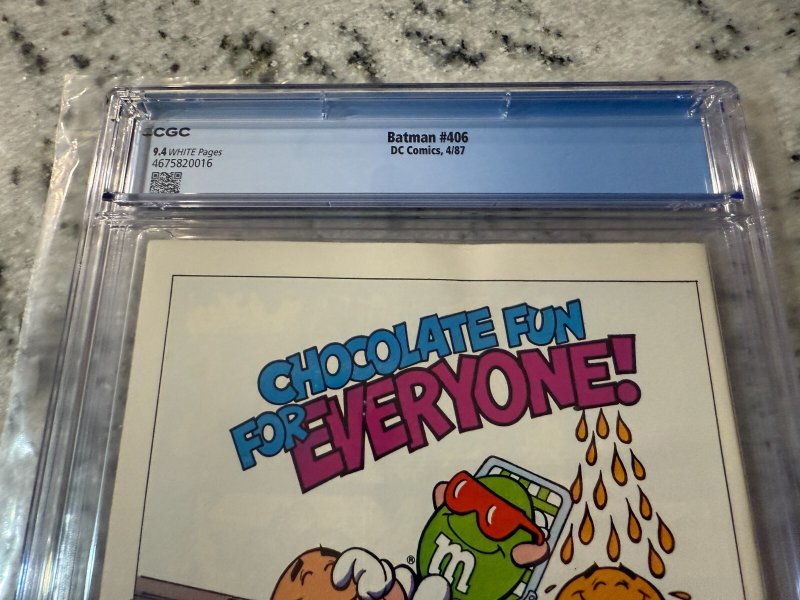 CGC
Batman #406
9.4 WHITE Pages
DC Comics, 4/87
4675820016
CHOCOLATE FUN
FOR EVERYONE!
m
®